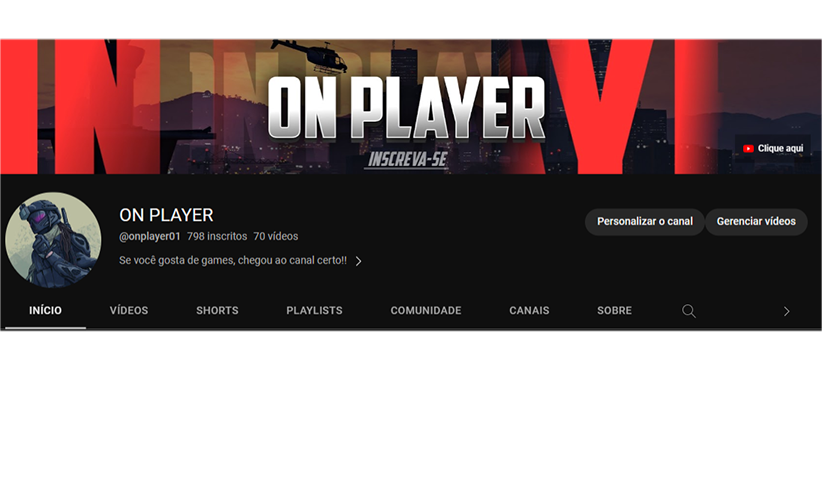 ON PLAYER
INSCREVA-SE
Clique aqui
ON PLAYER
@onplayer01 798 inscritos 70 vídeos
Personalizar o canal Gerenciar vídeos
Se você gosta de games, chegou ao canal certo!!
INÍCIO VÍDEOS SHORTS PLAYLISTS COMUNIDADE CANAIS SOBRE